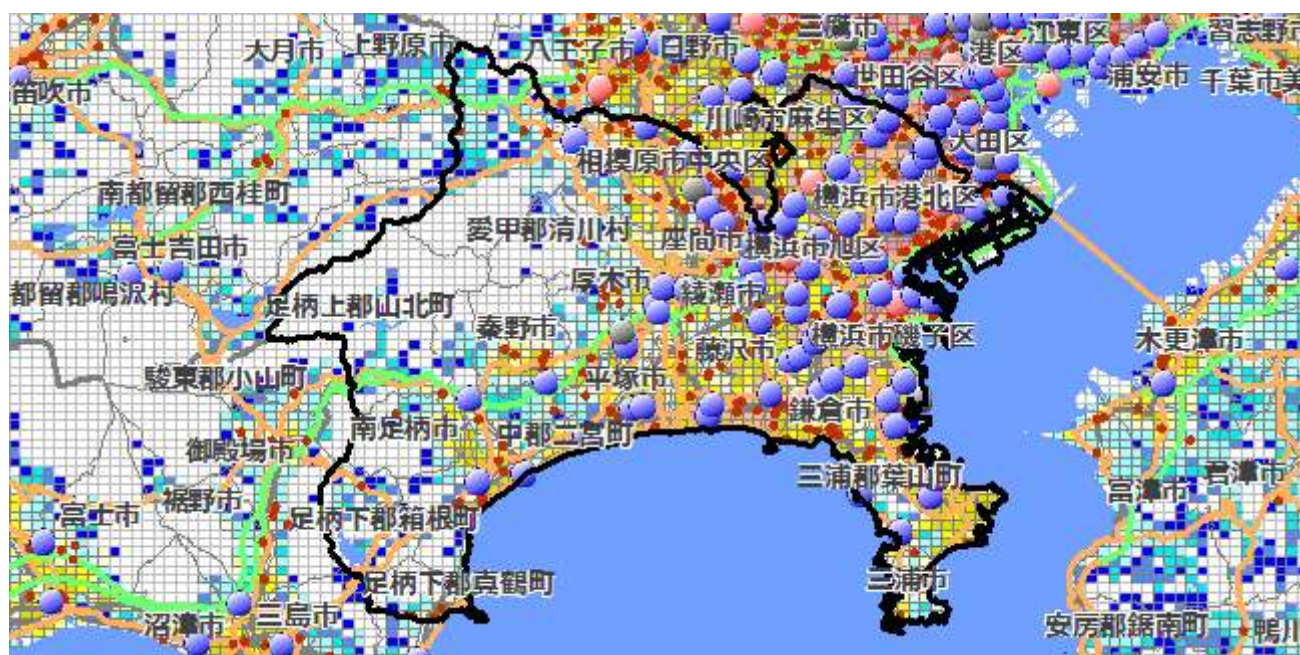 大月市
上野原市
八王子市
日野市
三鷹市
港区
江東区
習志野市
笛吹市
世田谷区
浦安市
千葉市美
川崎市麻生区
大田区
相模原市中央区
南都留郡西桂町
横浜市港北区
愛甲郡清川村
座間市
横浜市旭区
富士吉田市
厚木市
都留郡鳴沢村
綾瀬市
足柄上郡山北町
秦野市
藤沢市
横浜市磯子区
木更津市
駿東郡小山町
平塚市
鎌倉市
南足柄市
中郡二宮町
御殿場市
三浦郡葉山町
君津市
裾野市
富津市
富士市
足柄下郡箱根町
足柄下郡真鶴町
三浦市
沼津市
三島市
安房郡鋸南町
鴨川